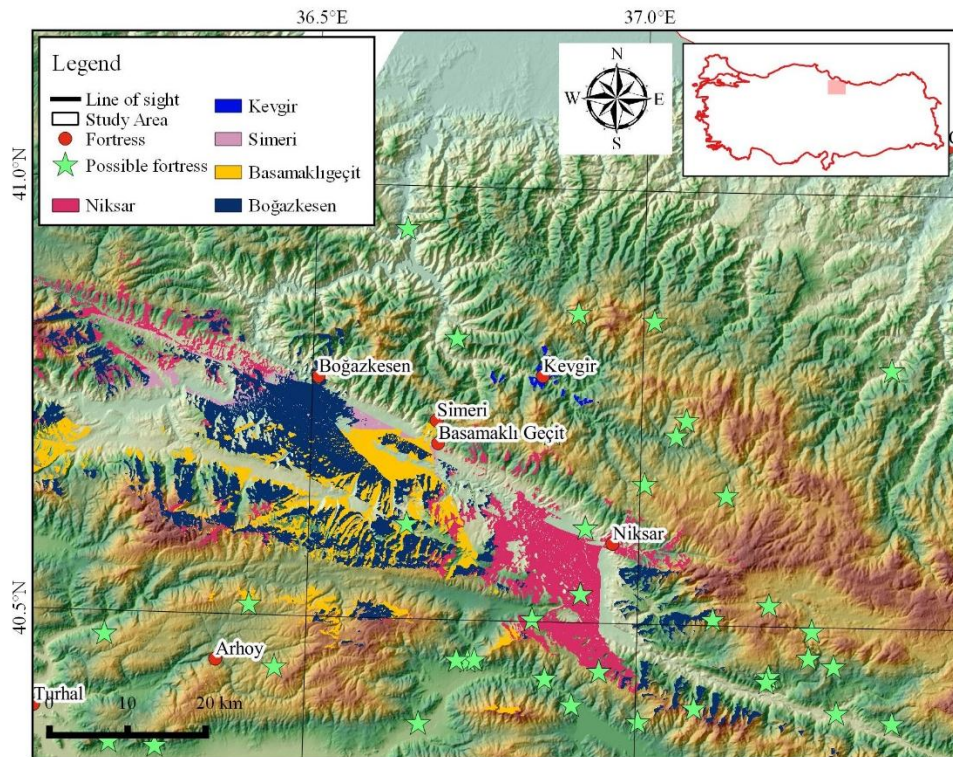 36.5°E
37.0°E
Legend
Line of sight
Study Area
Fortress
Possible fortress
Niksar
Kevgir
Simeri
Basamaklıgeçit
Boğazkesen
N
W
E
S
41.0°N
40.5°N
Boğazkesen
Kevgir
Simeri
Basamaklı Geçit
Niksar
Arhoy
Turhal
0
10
20 km